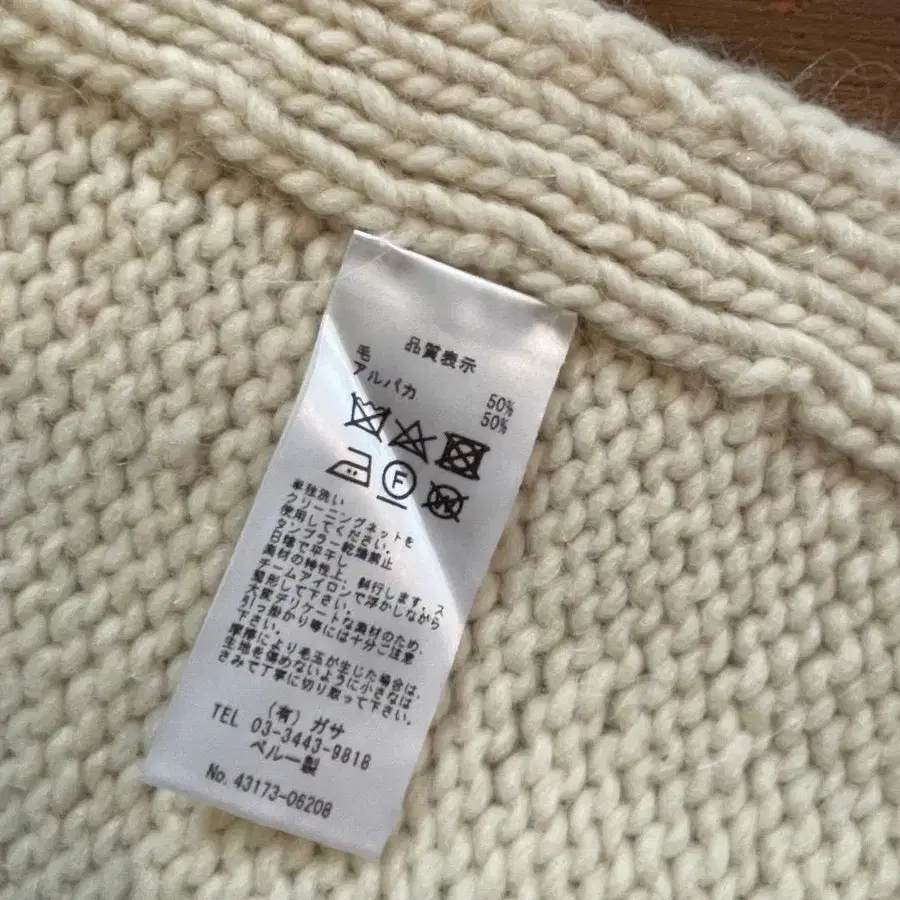 品質表示
毛 50%
アルパカ 50%
F
W
単独洗い
クリーニングネットを
使用してください。
タンブラー乾燥禁止
日陰で平干し。
素材の特性上、斜行します。ス
チームアイロンで浮かしながら
整形して下さい。
大変デリケートな素材のため、
引っ掛かり等には十分ご注意
下さい。
摩擦により毛玉が生じた場合は、
生地を傷めないように小さなは
さみで丁寧に切り取って下さい。
(有) ガサ
TEL 03-3443-9818
ペルー製
No. 43173-06208